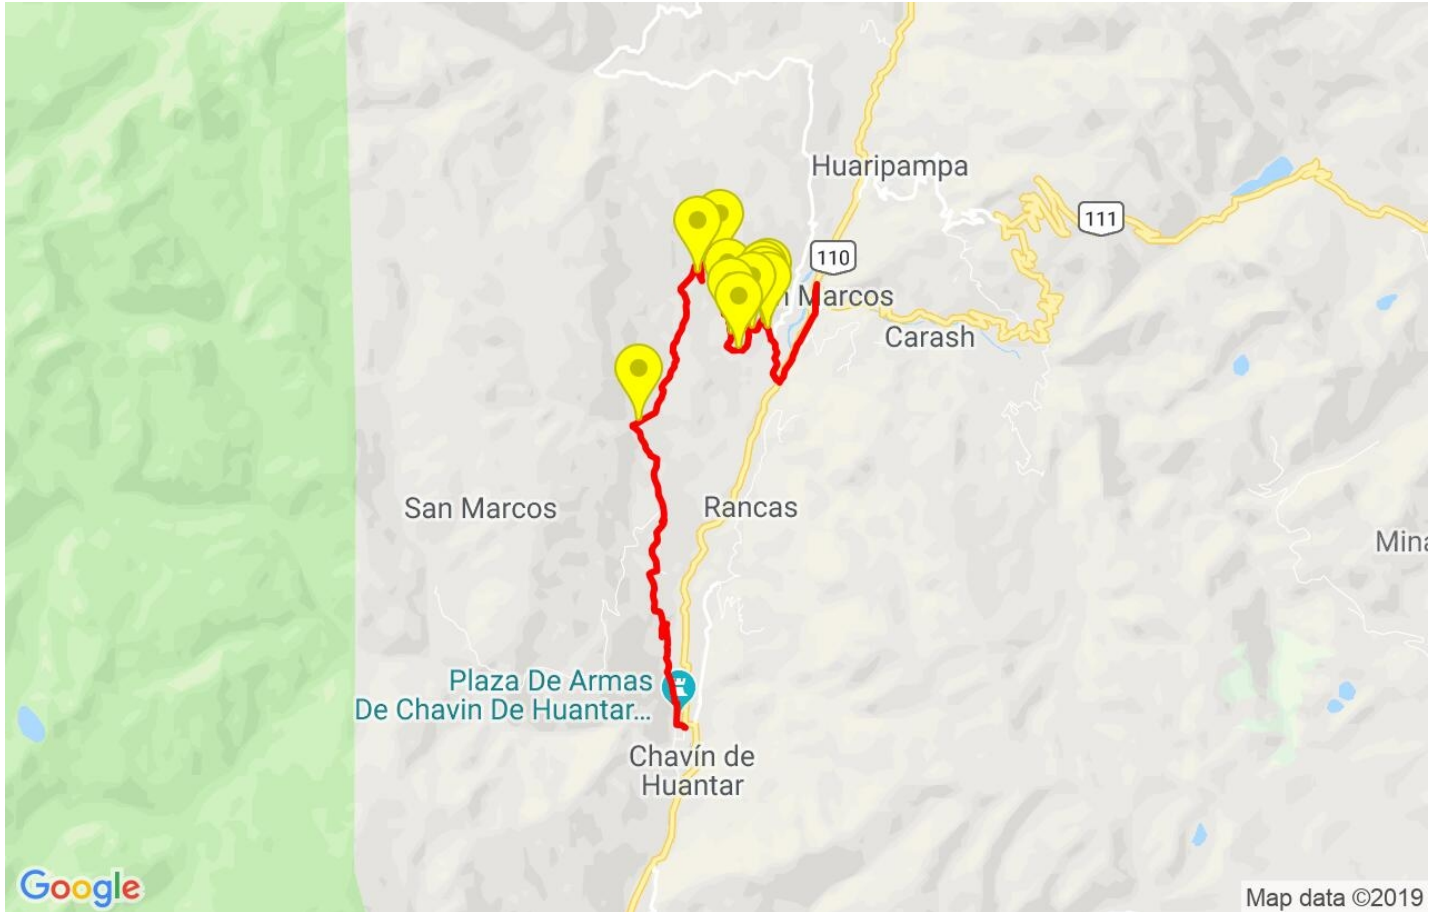 Huaripampa
111
110
n Marcos
Carash
San Marcos
Rancas
Mina
Plaza De Armas
De Chavin De Huantar...
Chavín de
Huantar
Google
Map data ©2019